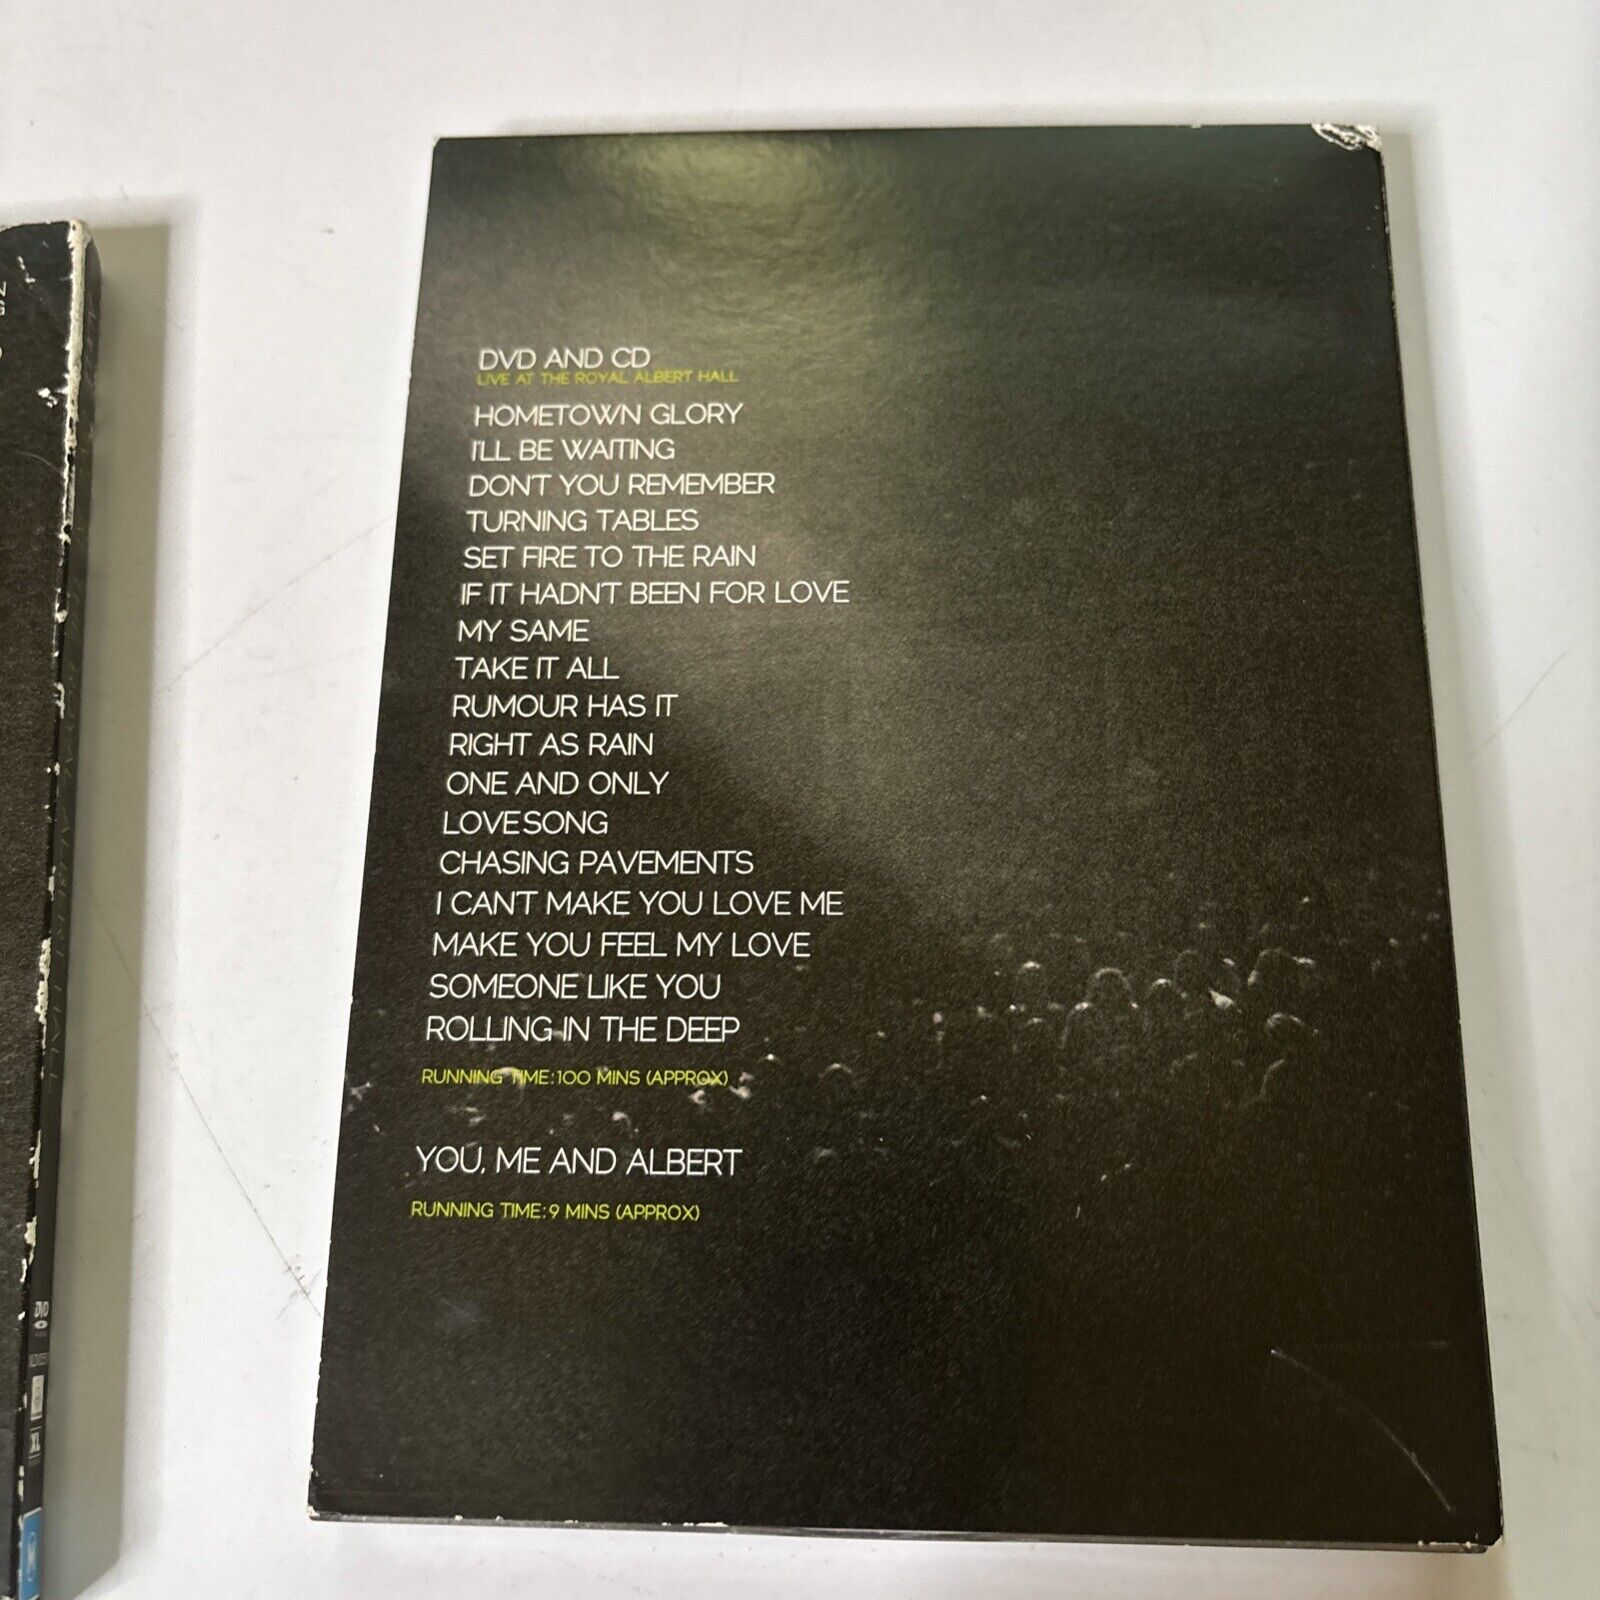 DVD AND CD
LIVE AT THE ROYAL ALBERT HALL
HOMETOWN GLORY
I'LL BE WAITING
DON'T YOU REMEMBER
TURNING TABLES
SET FIRE TO THE RAIN
IF IT HADN'T BEEN FOR LOVE
MY SAME
TAKE IT ALL
RUMOUR HAS IT
RIGHT AS RAIN
ONE AND ONLY
LOVESONG
CHASING PAVEMENTS
I CAN'T MAKE YOU LOVE ME
MAKE YOU FEEL MY LOVE
SOMEONE LIKE YOU
ROLLING IN THE DEEP
RUNNING TIME:100 MINS (APPROX)
YOU, ME AND ALBERT
RUNNING TIME:9 MINS (APPROX)
DVD
XL